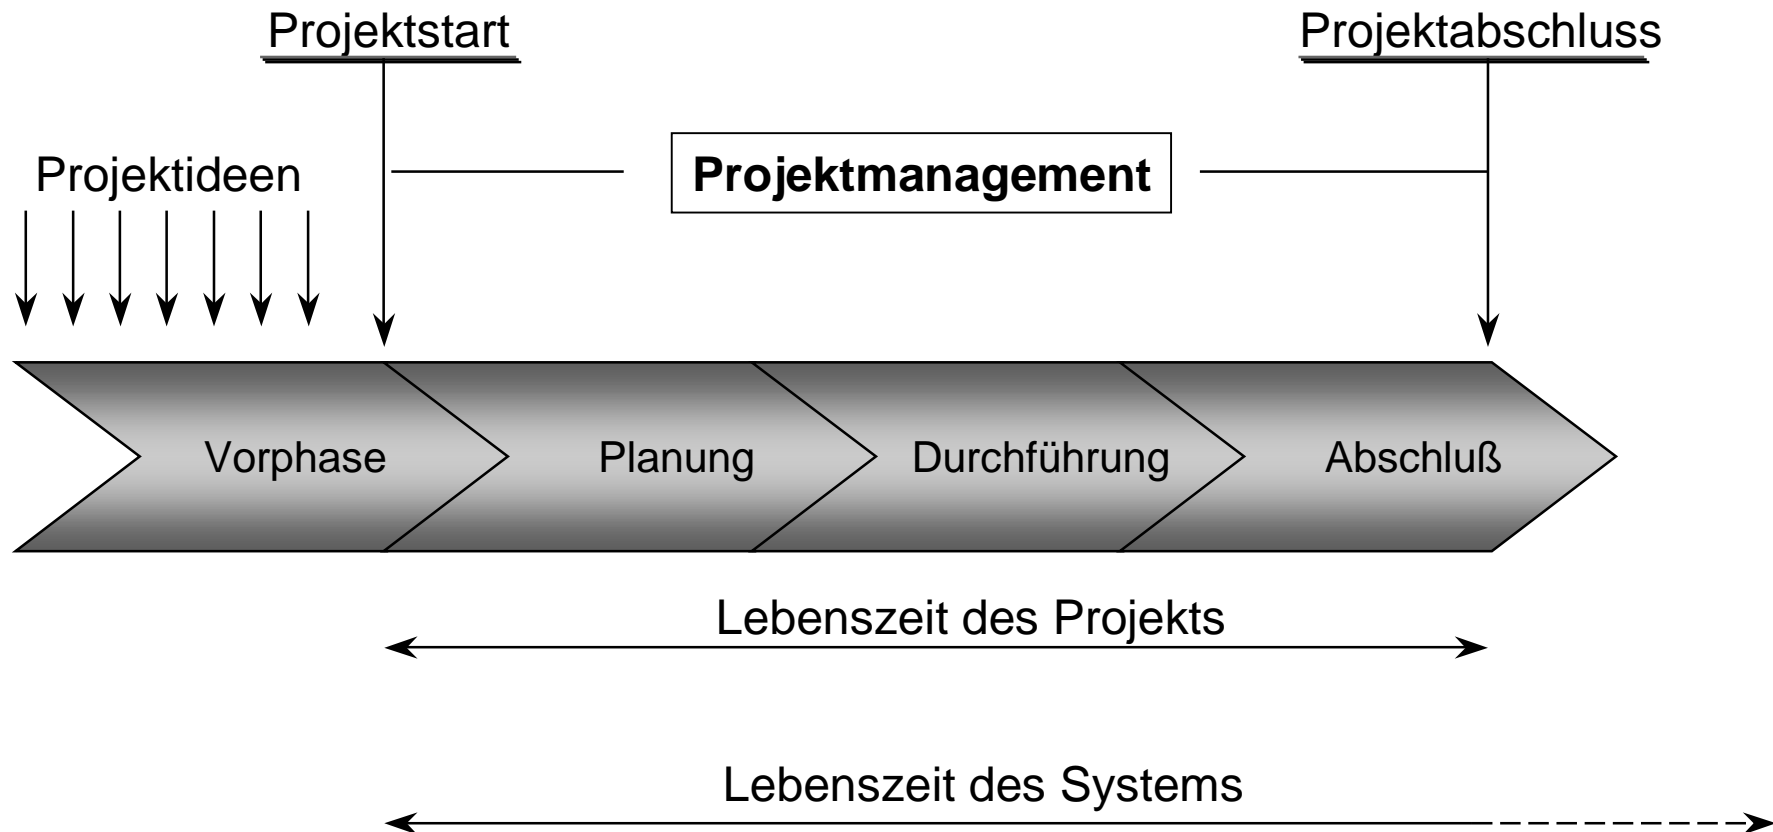 Projektstart
Projektabschluss
Projektmanagement
Projektideen
Vorphase
Planung
Durchführung
Abschluß
Lebenszeit des Projekts
Lebenszeit des Systems